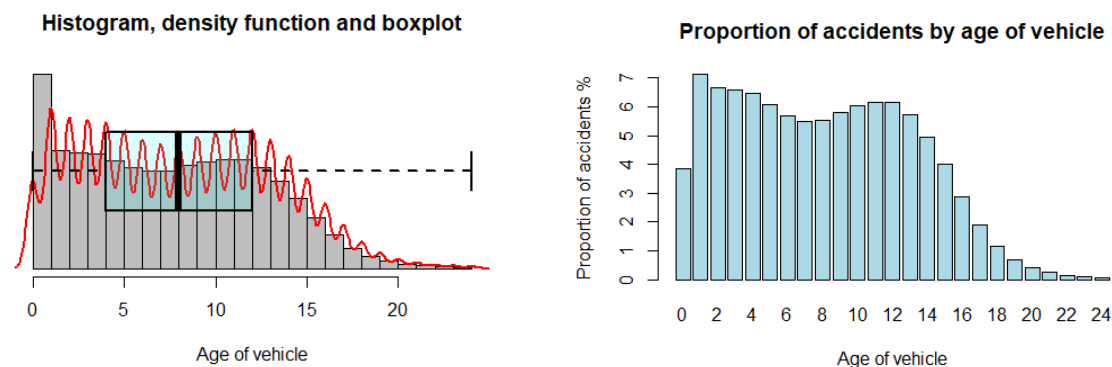 Histogram, density function and boxplot
0 5 10 15 20
Age of vehicle
Proportion of accidents by age of vehicle
Proportion of accidents %
7
6
5
4
3
2
1
0
0 2 4 6 8 10 12 14 16 18 20 22 24
Age of vehicle